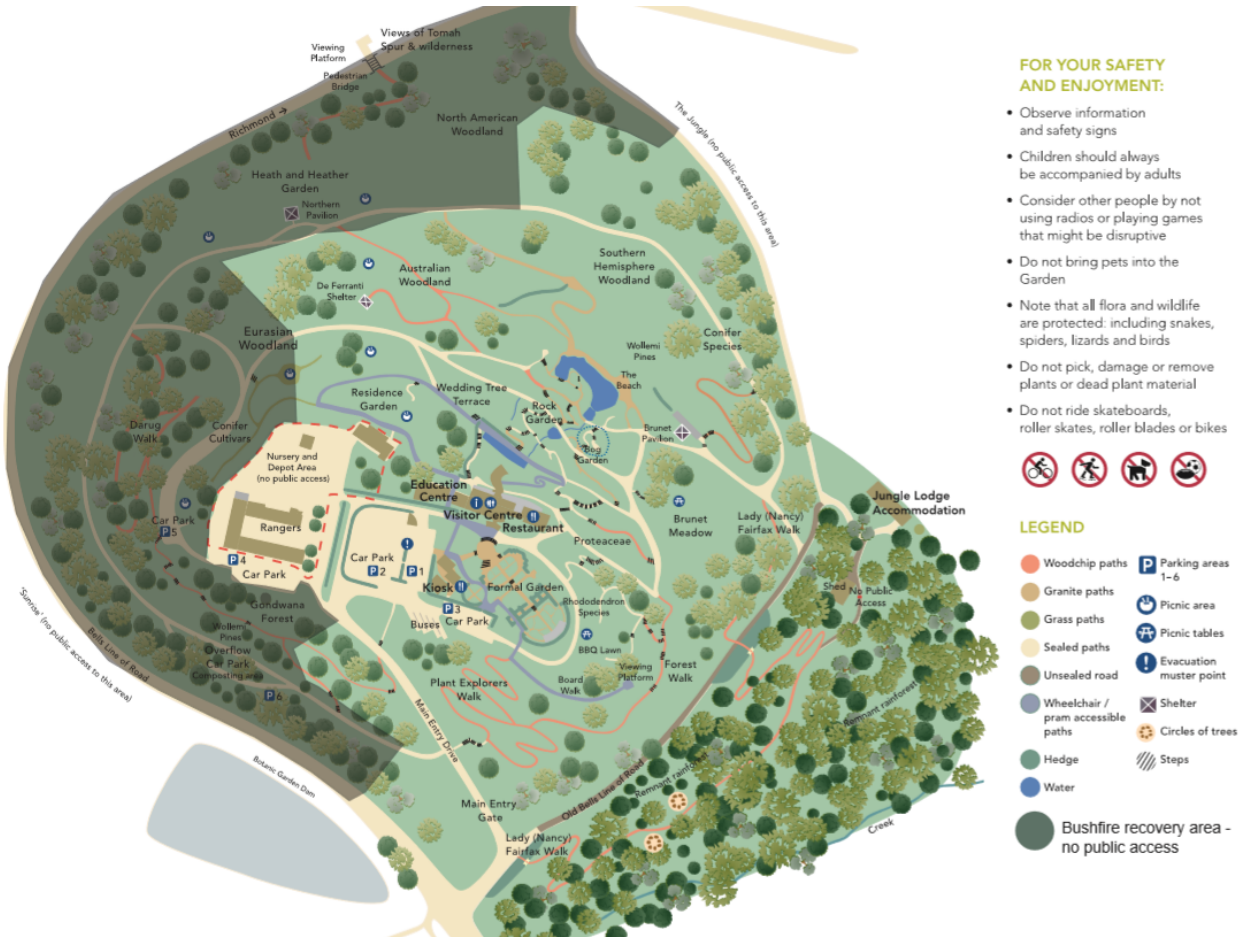 Views of Tomah
Spur & wilderness
Viewing
Platform
Pedestrian
Bridge
Richmond →
North American
Woodland
The Jungle (no public access to this area)
Heath and Heather
Garden
Northern
Pavilion
Australian
Woodland
De Ferranti
Shelter
Southern
Hemisphere
Woodland
Eurasian
Woodland
Conifer
Species
Wollemi
Pines
The
Beach
Residence
Garden
Wedding Tree
Terrace
Rock
Garden
Brunet
Pavilion
Bog
Garden
Darug
Walk
Conifer
Cultivars
Nursery and
Depot Area
(no public access)
Education
Centre
Visitor Centre
Restaurant
Brunet
Meadow
Lady (Nancy)
Fairfax Walk
Jungle Lodge
Accommodation
Car Park
P5
Rangers
Proteaceae
P4
Car Park
Car Park
P2
P1
Kiosk
Formal Garden
Shed
No Public
Access
Gondwana
Forest
Rhododendron
Species
P3
Buses
Car Park
Wollemi
Pines
Overflow
Car Park
Composting area
P6
BBQ Lawn
Viewing
Platform
Forest
Walk
Board
Walk
Plant Explorers
Walk
'Sunrise' (no public access to this area)
Bells Line of Road
Main Entry Drive
Remnant rainforest
Remnant rainforest
Old Bells Line of Road
Botanic Garden Dam
Main Entry
Gate
Lady (Nancy)
Fairfax Walk
Creek
FOR YOUR SAFETY
AND ENJOYMENT:
• Observe information
and safety signs
• Children should always
be accompanied by adults
• Consider other people by not
using radios or playing games
that might be disruptive
• Do not bring pets into the
Garden
• Note that all flora and wildlife
are protected: including snakes,
spiders, lizards and birds
• Do not pick, damage or remove
plants or dead plant material
• Do not ride skateboards,
roller skates, roller blades or bikes
LEGEND
Woodchip paths
Granite paths
Grass paths
Sealed paths
Unsealed road
Wheelchair /
pram accessible
paths
Hedge
Water
P Parking areas
1–6
Picnic area
Picnic tables
Evacuation
muster point
Shelter
Circles of trees
Steps
Bushfire recovery area -
no public access